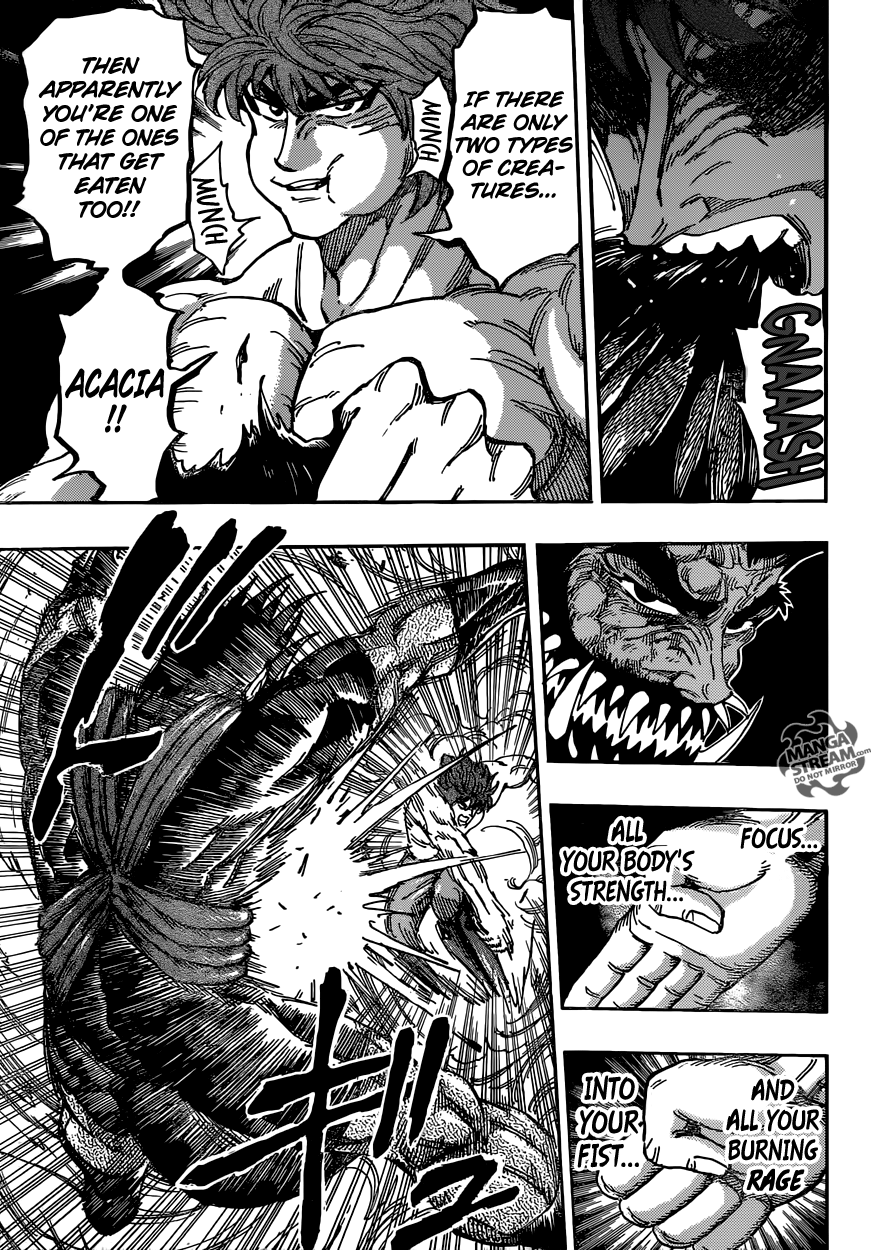 GNAAASH
IF THERE
ARE ONLY
TWO TYPES
OF CREA-
TURES...
MUNCH
MUNCH
THEN
APPARENTLY
YOU'RE ONE
OF THE ONES
THAT GET
EATEN
TOO!!
ACACIA
!!
MANGA
STREAM.com
DO NOT MIRROR
FOCUS...
ALL
YOUR BODY'S
STRENGTH...
AND
ALL YOUR
BURNING
RAGE
INTO
YOUR
FIST...